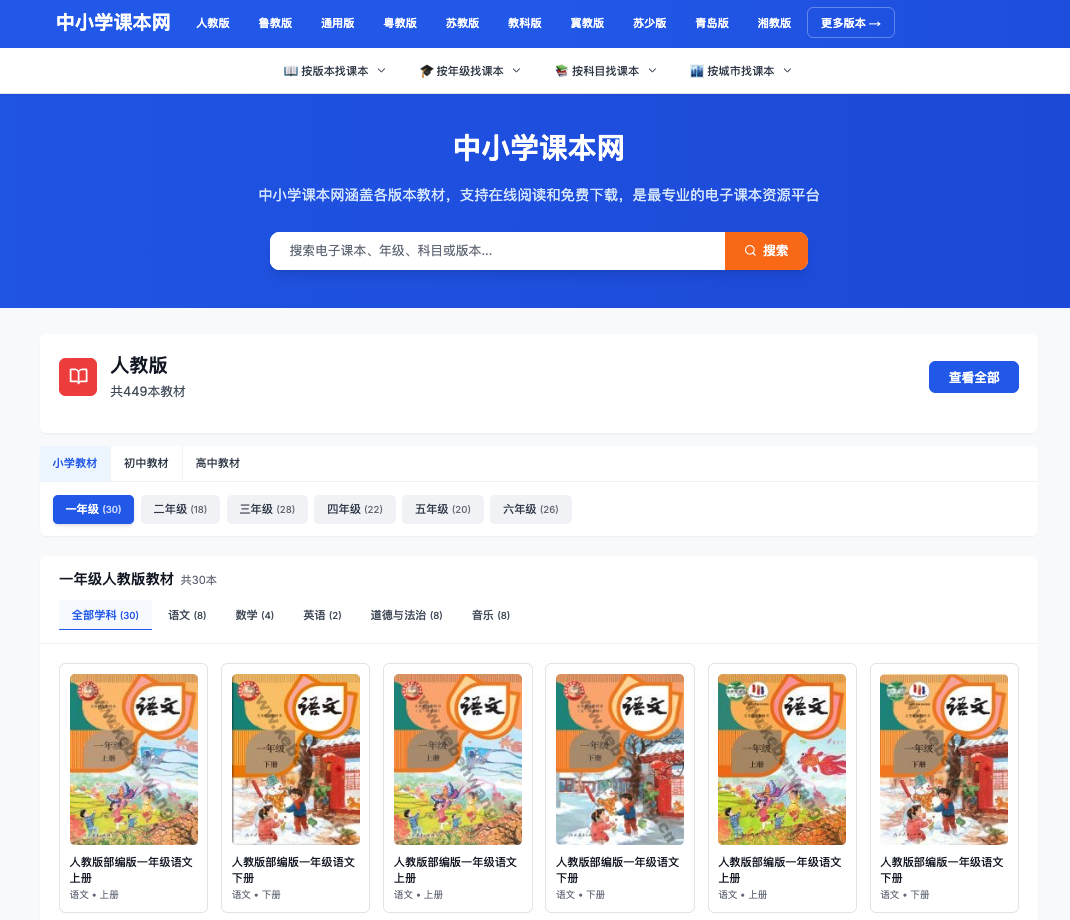 中小学课本网 人教版 鲁教版 通用版 粤教版 苏教版 教科版 冀教版 苏少版 青岛版 湘教版 更多版本 →
按版本找课本 按年级找课本 按科目找课本 按城市找课本
中小学课本网
中小学课本网涵盖各版本教材，支持在线阅读和免费下载，是最专业的电子课本资源平台
搜索电子课本、年级、科目或版本... 搜索
人教版
共449本教材
查看全部
小学教材 初中教材 高中教材
一年级 (30) 二年级 (18) 三年级 (28) 四年级 (22) 五年级 (20) 六年级 (26)
一年级人教版教材 共30本
全部学科 (30) 语文 (8) 数学 (4) 英语 (2) 道德与法治 (8) 音乐 (8)
语文 语文 语文 语文 语文 语文
一年级 一年级 一年级 一年级 一年级 一年级
上册 下册 上册 下册 上册 下册
人教版部编版一年级语文上册
语文 • 上册
人教版部编版一年级语文下册
语文 • 下册
人教版部编版一年级语文上册
语文 • 上册
人教版部编版一年级语文下册
语文 • 下册
人教版部编版一年级语文上册
语文 • 上册
人教版部编版一年级语文下册
语文 • 下册